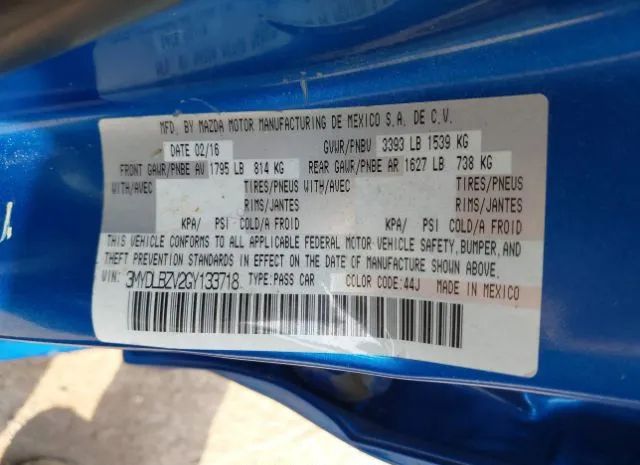 MFD. BY MAZDA MOTOR MANUFACTURING DE MEXICO S.A. DE C.V.
DATE 02/16 GVWR/PNBV 3393 LB 1539 KG
FRONT GAWR/PNBE AV 1795 LB 814 KG REAR GAWR/PNBE AR 1627 LB 738 KG
WITH/AVEC TIRES/PNEUS WITH/AVEC TIRES/PNEUS
RIMS/JANTES RIMS/JANTES
KPA/ PSI COLD/A FROID KPA/ PSI COLD/A FROID
THIS VEHICLE CONFORMS TO ALL APPLICABLE FEDERAL MOTOR VEHICLE SAFETY, BUMPER, AND
THEFT PREVENTION STANDARDS IN EFFECT ON THE DATE OF MANUFACTURE SHOWN ABOVE.
VIN: 3MYDLBZV2GY133718 TYPE:PASS CAR COLOR CODE:44J MADE IN MEXICO